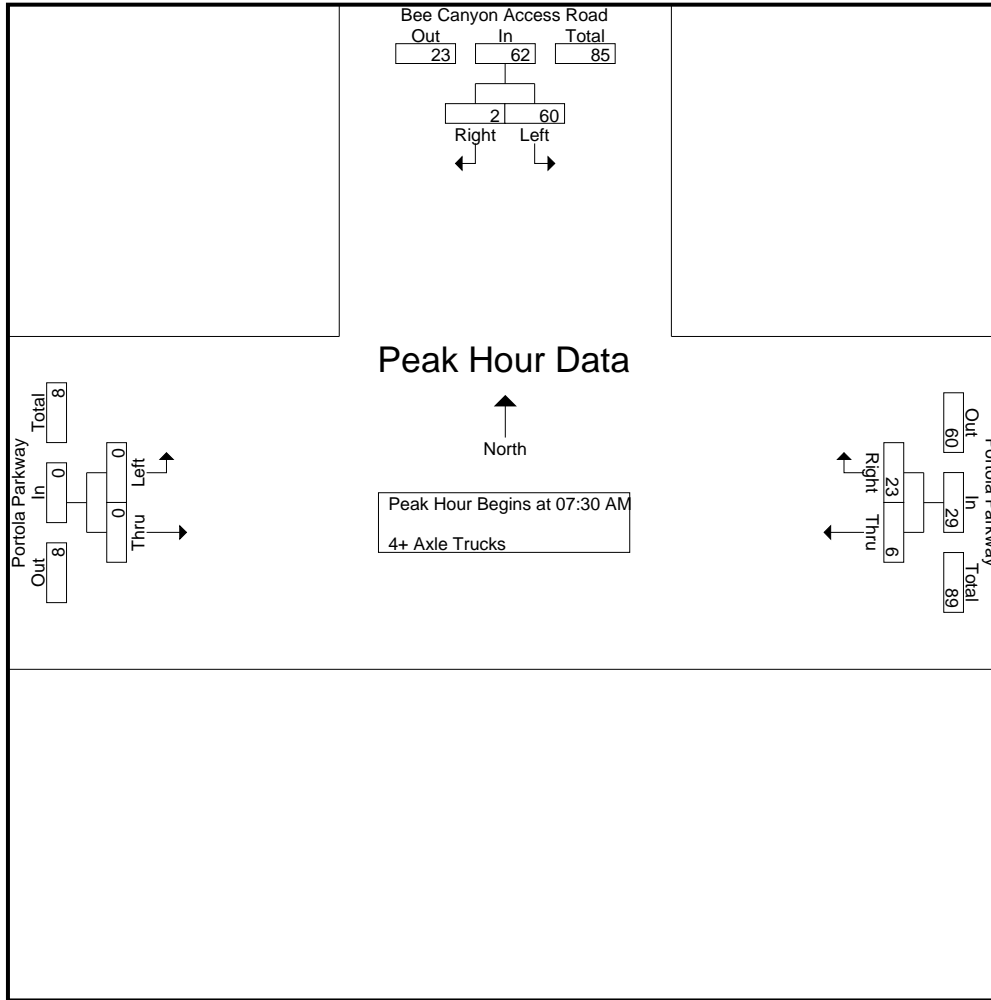 Bee Canyon Access Road
Out In Total
23 62 85
2 60
Right Left
Peak Hour Data
North
Peak Hour Begins at 07:30 AM
4+ Axle Trucks
Portola Parkway
Total In Out
8 0 8
0 0
Left Thru
Portola Parkway
Out In Total
60 29 89
23 6
Right Thru